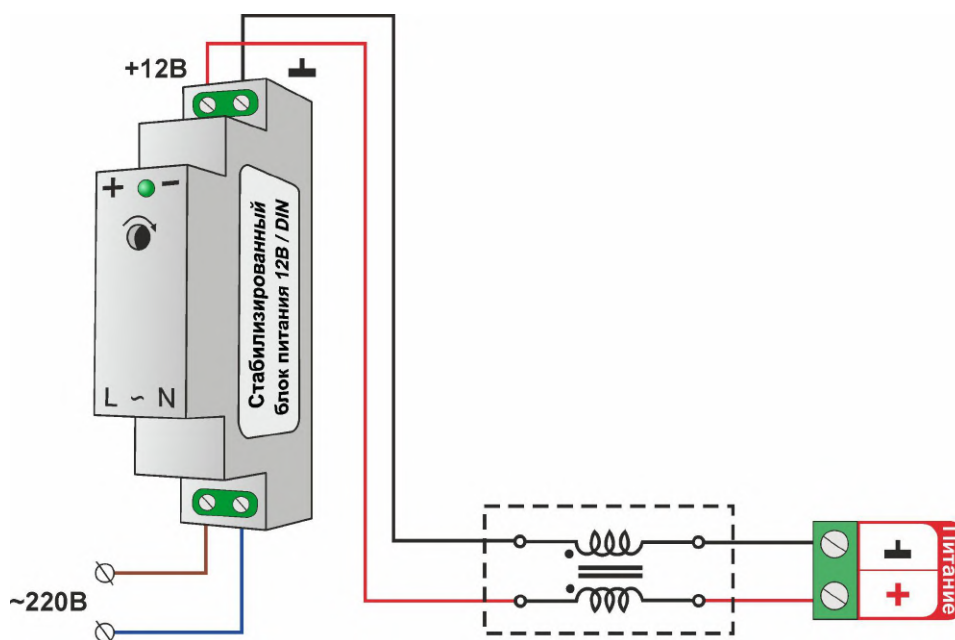 +12В
+ -
Стабилизированный
блок питания 12В / DIN
L ~ N
~220В
Питание
+